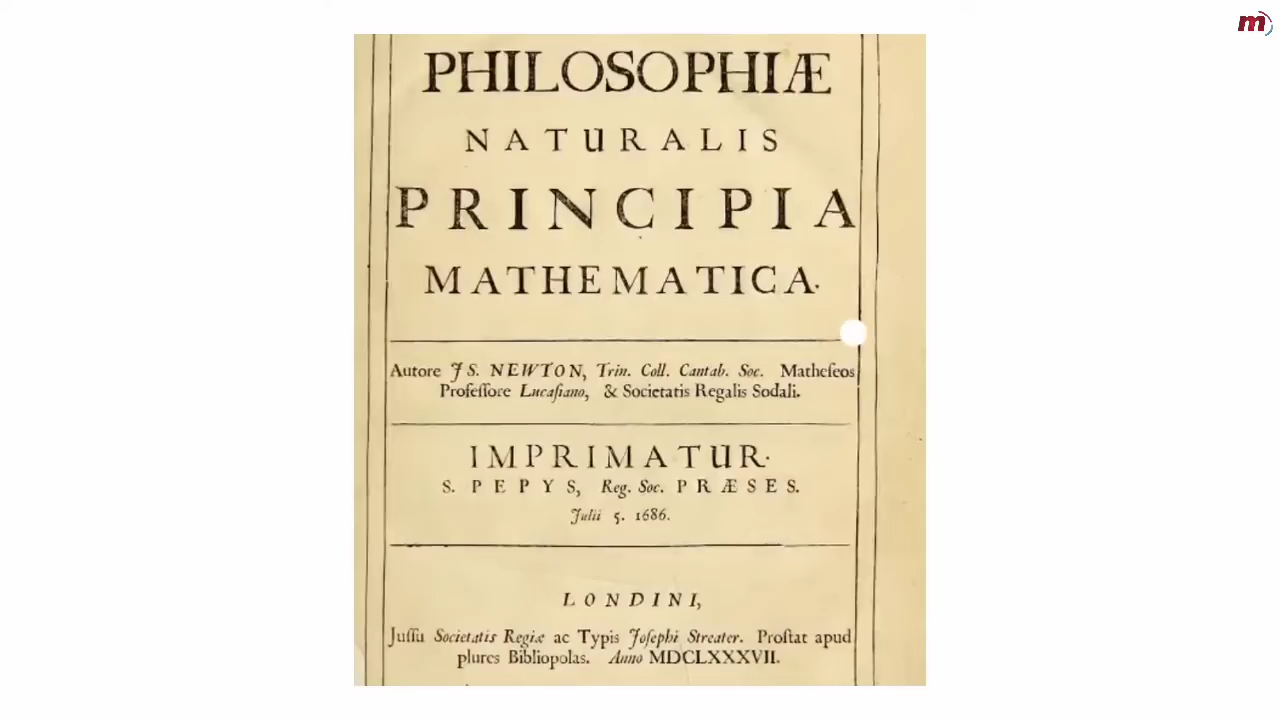 m
PHILOSOPHIÆ
NATURALIS
PRINCIPIA
MATHEMATICA.
Autore JS. NEWTON, Trin. Coll. Cantab. Soc. Matheſeos
Profeſſore Lucaſiano, & Societatis Regalis Sodali.
IMPRIMATUR.
S. PEPYS, Reg. Soc. PRÆSES.
Julii 5. 1686.
LONDINI,
Juſſu Societatis Regiæ ac Typis Joſephi Streater. Proſtat apud
plures Bibliopolas. Anno MDCLXXXVII.